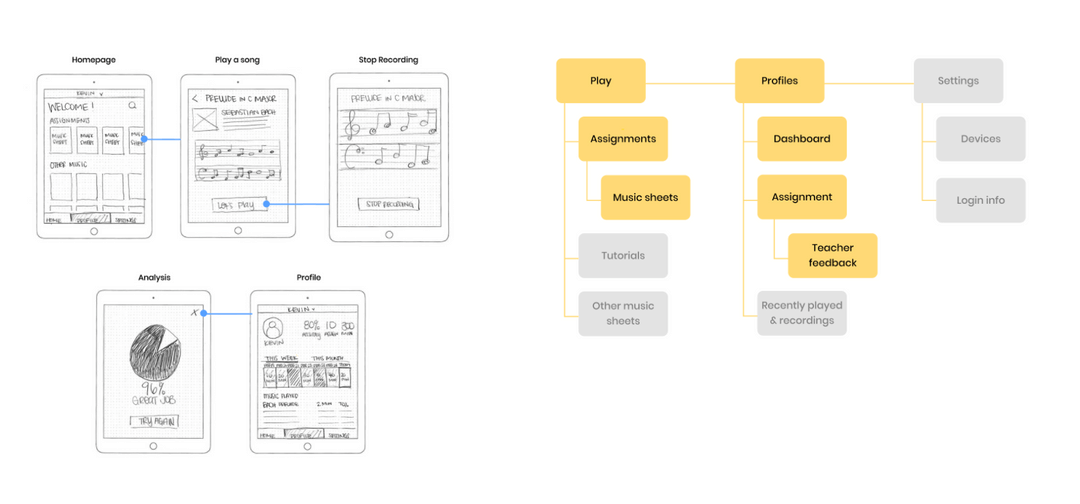 Homepage
Play a song
Stop Recording
KEVIN v
WELCOME!
ASSIGNMENTS
MUSIC SHEET
MUSIC SHEET
MUSIC SHEET
OTHER MUSIC
HOME PROFILE SETTINGS
< PRELUDE IN C MAJOR
SEBASTIAN BACH
LET'S PLAY
PRELUDE IN C MAJOR
STOP RECORDING
Analysis
Profile
X
96%
GREAT JOB
TRY AGAIN
KEVIN
80% 10 300
KEVIN
THIS WEEK THIS MONTH
MUSIC PLAYED
BACH PRELUDE
HOME PROFILE SETTINGS
Play
Profiles
Settings
Assignments
Dashboard
Devices
Music sheets
Assignment
Login info
Tutorials
Teacher
feedback
Other music
sheets
Recently played
& recordings